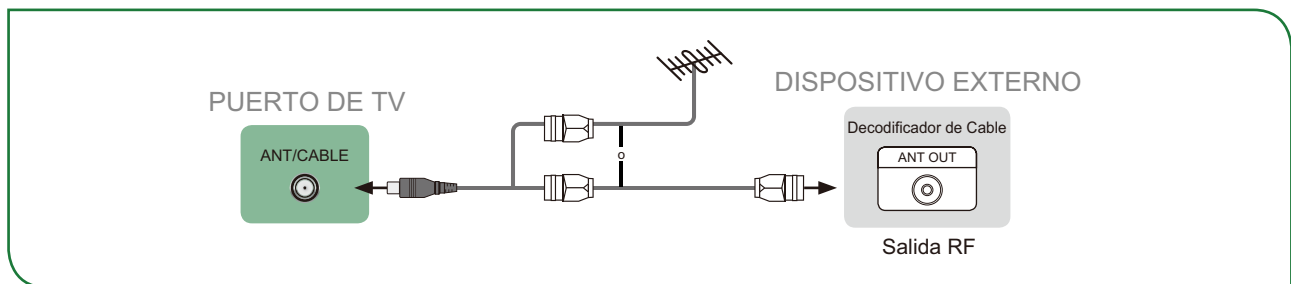 PUERTO DE TV
ANT/CABLE
o
DISPOSITIVO EXTERNO
Decodificador de Cable
ANT OUT
Salida RF